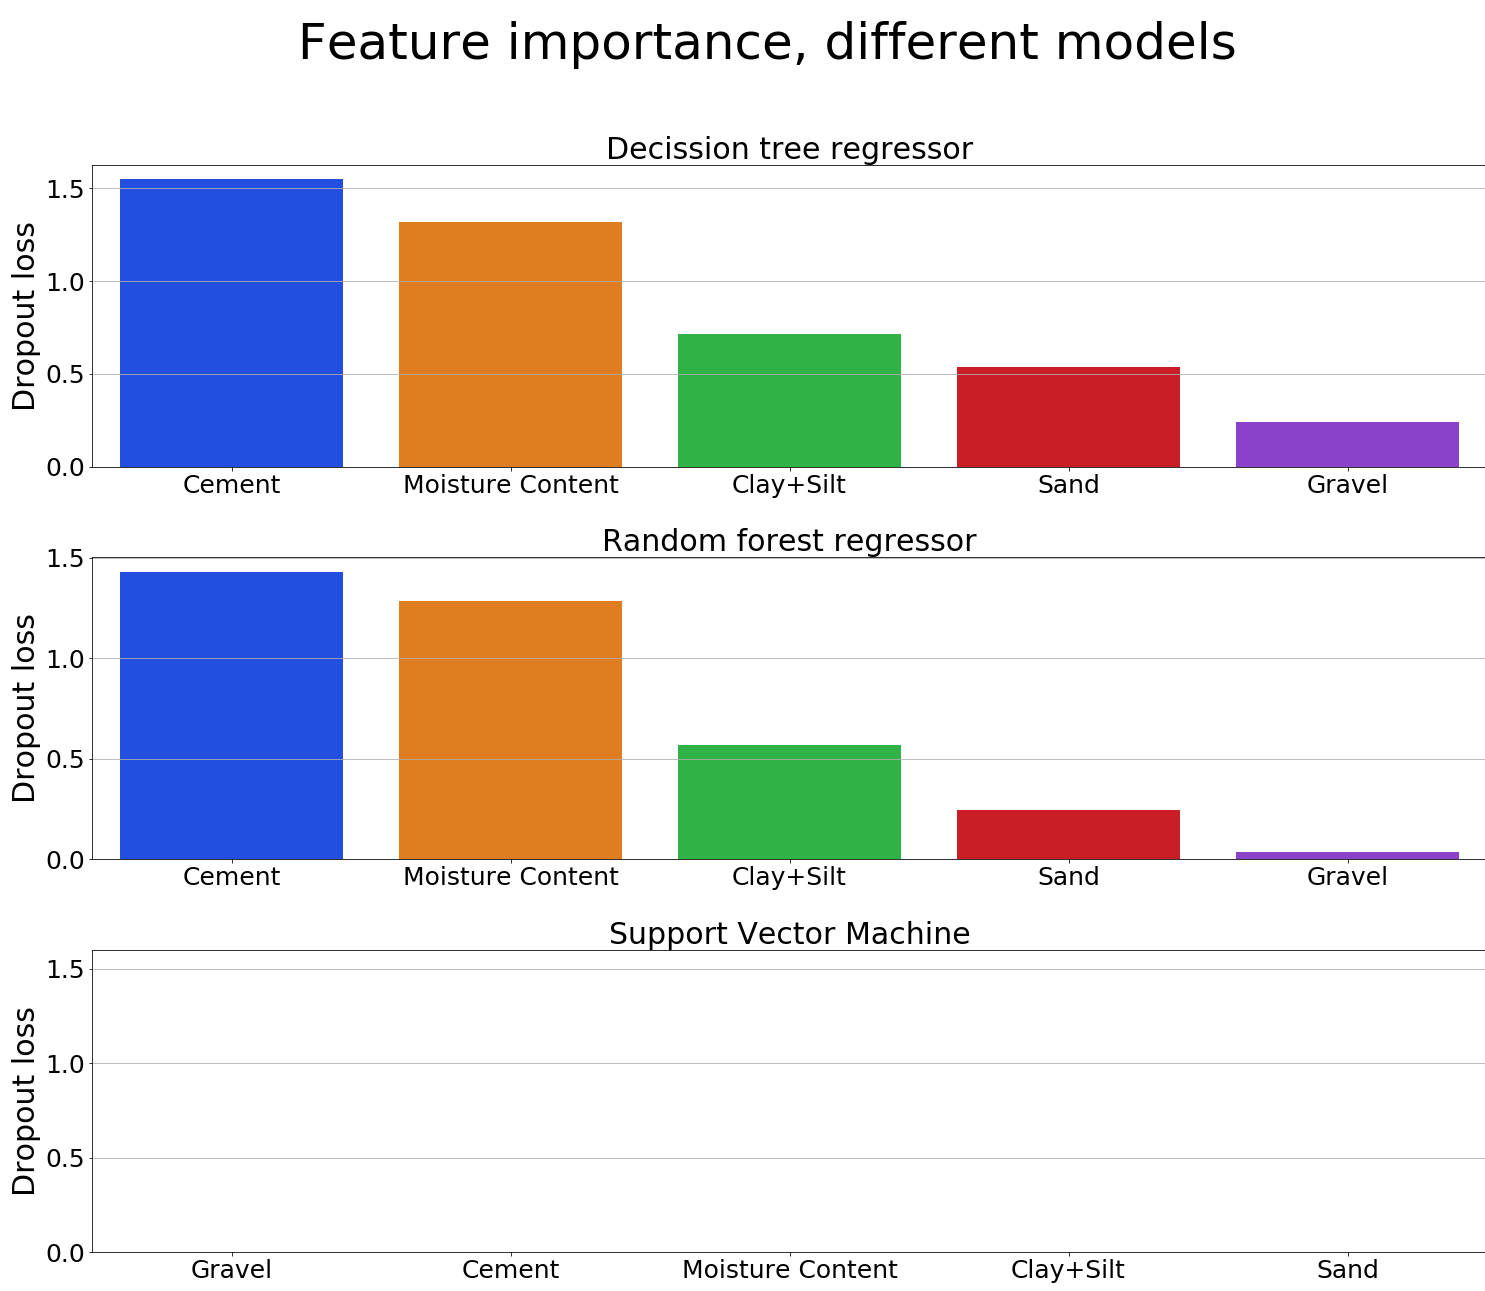 Feature importance, different models
Decission tree regressor
Dropout loss
1.5
1.0
0.5
0.0
Cement Moisture Content Clay+Silt Sand Gravel
Random forest regressor
Dropout loss
1.5
1.0
0.5
0.0
Cement Moisture Content Clay+Silt Sand Gravel
Support Vector Machine
Dropout loss
1.5
1.0
0.5
0.0
Gravel Cement Moisture Content Clay+Silt Sand